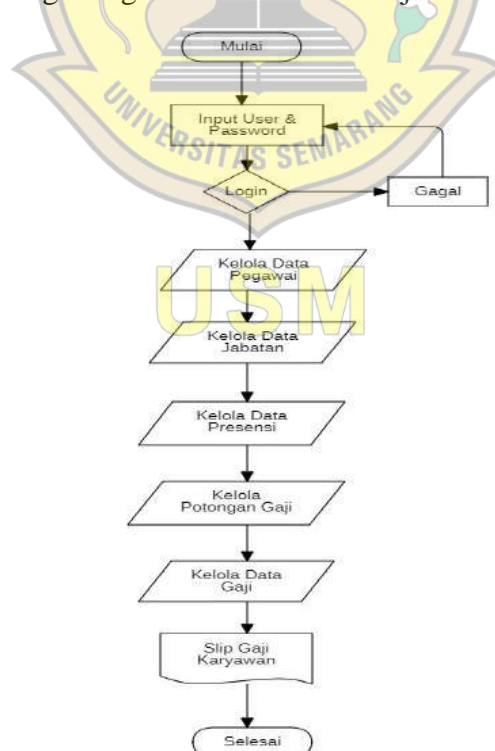 Mulai
Input User &
Password
UNIVERSITAS SEMARANG
Login
Gagal
Kelola Data
Pegawai
USM
Kelola Data
Jabatan
Kelola Data
Presensi
Kelola
Potongan Gaji
Kelola Data
Gaji
Slip Gaji
Karyawan
Selesai